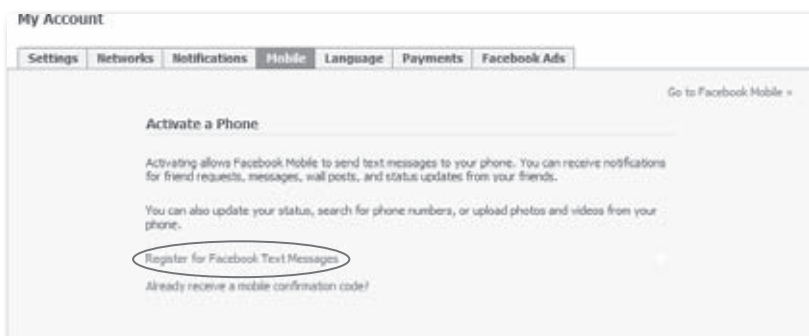 My Account
Settings Networks Notifications Mobile Language Payments Facebook Ads
Go to Facebook Mobile »
Activate a Phone
Activating allows Facebook Mobile to send text messages to your phone. You can receive notifications
for friend requests, messages, wall posts, and status updates from your friends.
You can also update your status, search for phone numbers, or upload photos and videos from your
phone.
Register for Facebook Text Messages
Already receive a mobile confirmation code?